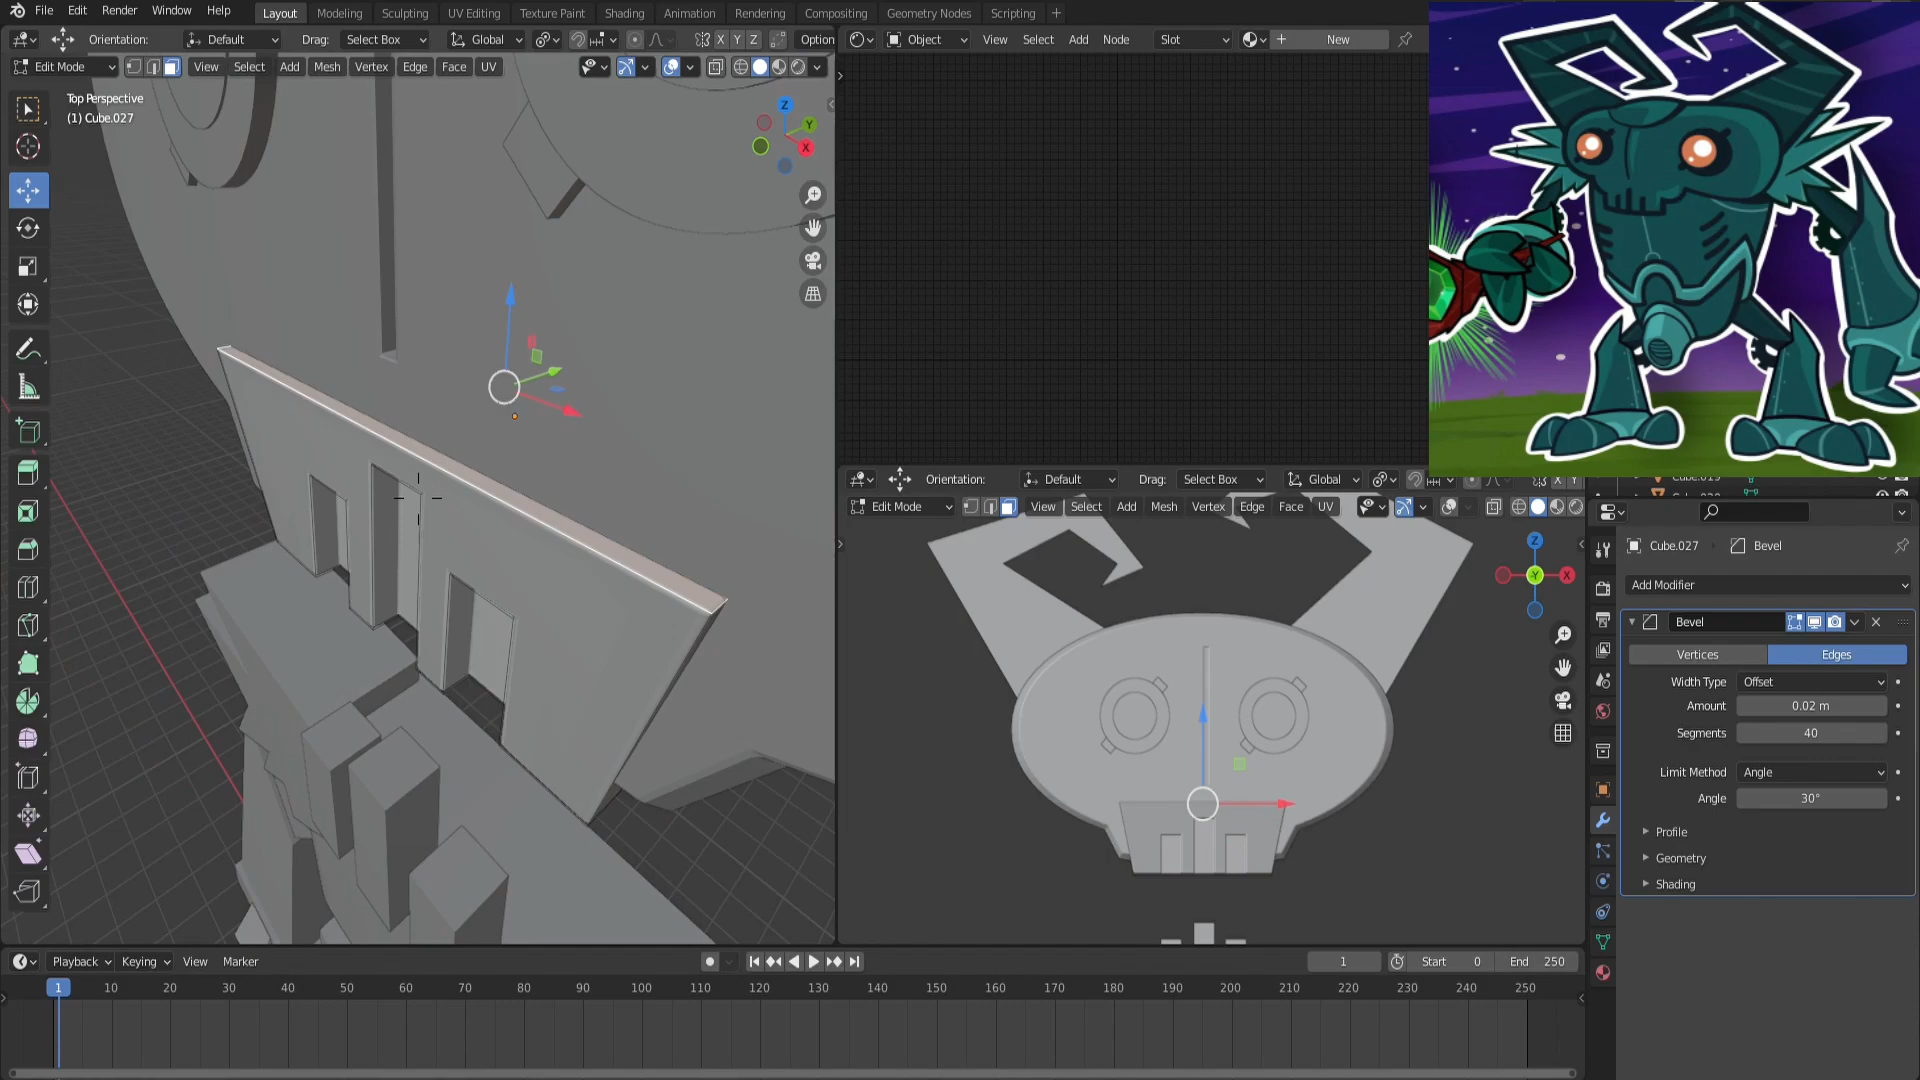 File Edit Render Window Help Layout Modeling Sculpting UV Editing Texture Paint Shading Animation Rendering Compositing Geometry Nodes Scripting +
Orientation: Default Drag: Select Box Global X Y Z Option
Object View Select Add Node Slot New
Edit Mode View Select Add Mesh Vertex Edge Face UV
Top Perspective
(1) Cube.027
Z
Y
X
Orientation: Default Drag: Select Box Global X Y
Edit Mode View Select Add Mesh Vertex Edge Face UV
Z
Y X
Cube.027 Bevel
Add Modifier
Bevel
Vertices Edges
Width Type Offset
Amount 0.02 m
Segments 40
Limit Method Angle
Angle 30°
Profile
Geometry
Shading
Playback Keying View Marker 1 Start 0 End 250
1 10 20 30 40 50 60 70 80 90 100 110 120 130 140 150 160 170 180 190 200 210 220 230 240 250